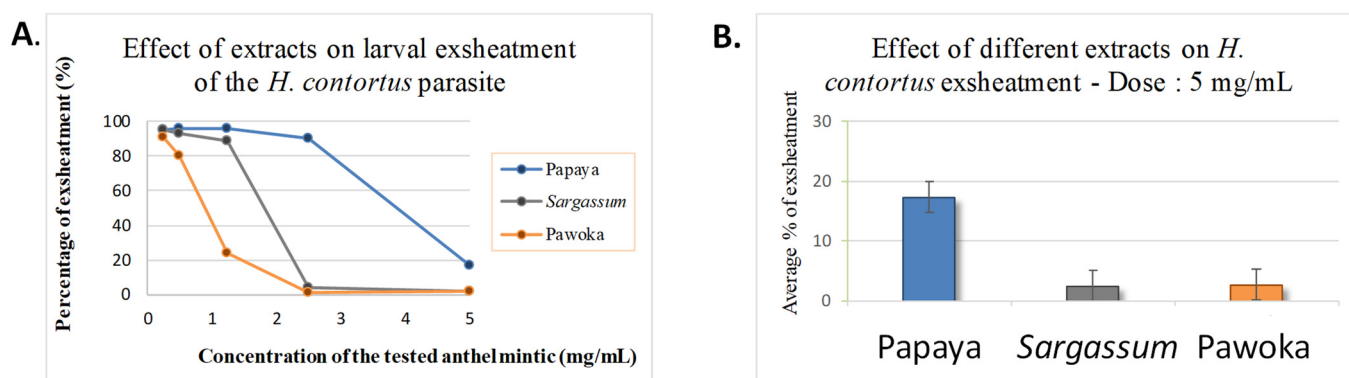 A.
Effect of extracts on larval exsheatment
of the H. contortus parasite
Percentage of exsheatment (%)
100
80
60
40
20
0
0 1 2 3 4 5
Concentration of the tested anthelmintic (mg/mL)
Papaya
Sargassum
Pawoka
B.
Effect of different extracts on H.
contortus exsheatment - Dose : 5 mg/mL
Average % of exsheatment
30
20
10
0
Papaya Sargassum Pawoka